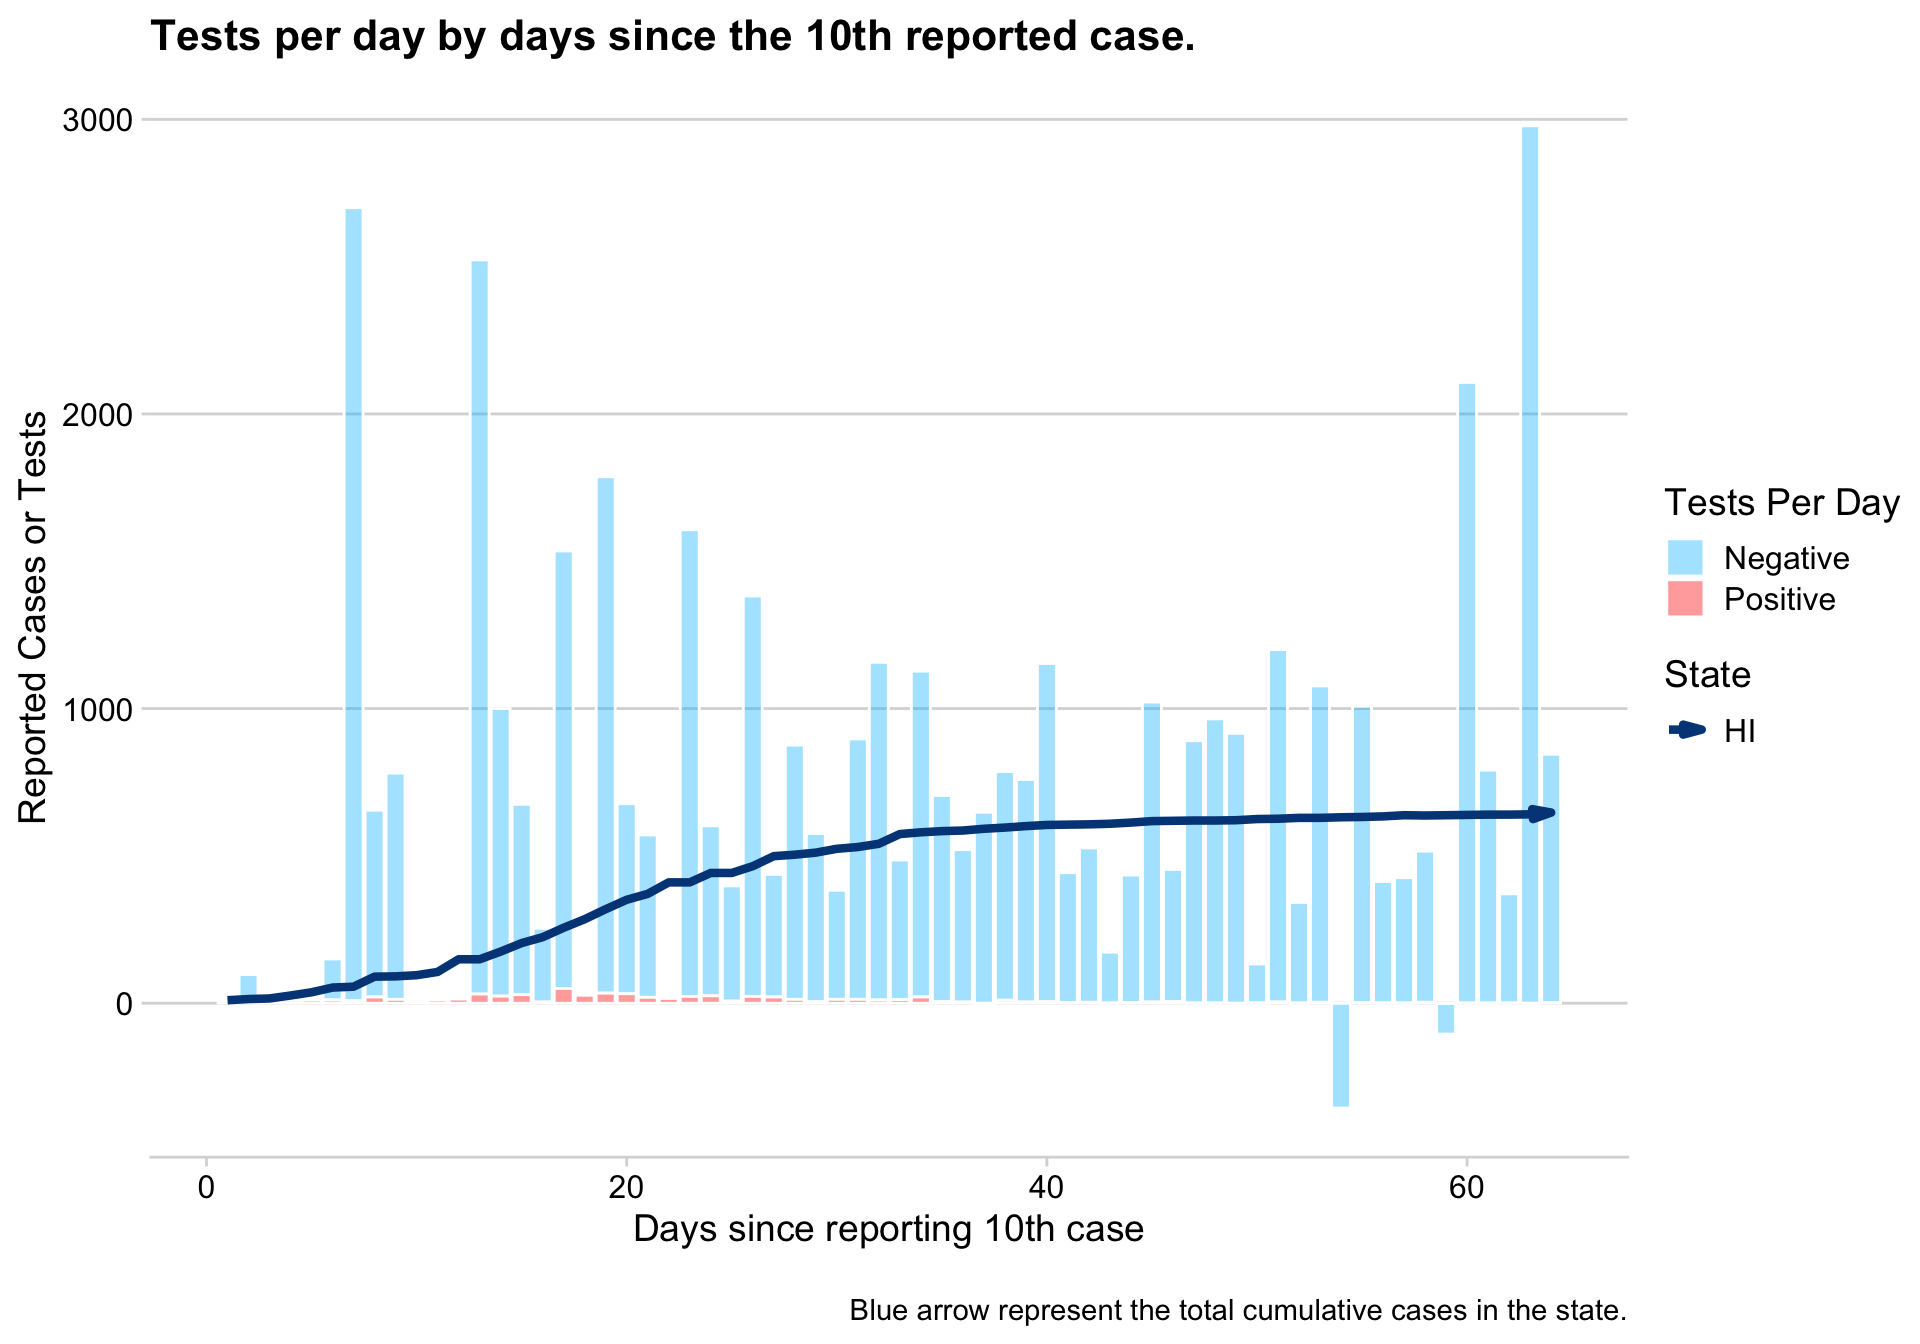 Tests per day by days since the 10th reported case.
3000
2000
1000
0
Reported Cases or Tests
0 20 40 60
Days since reporting 10th case
Tests Per Day
Negative
Positive
State
HI
Blue arrow represent the total cumulative cases in the state.